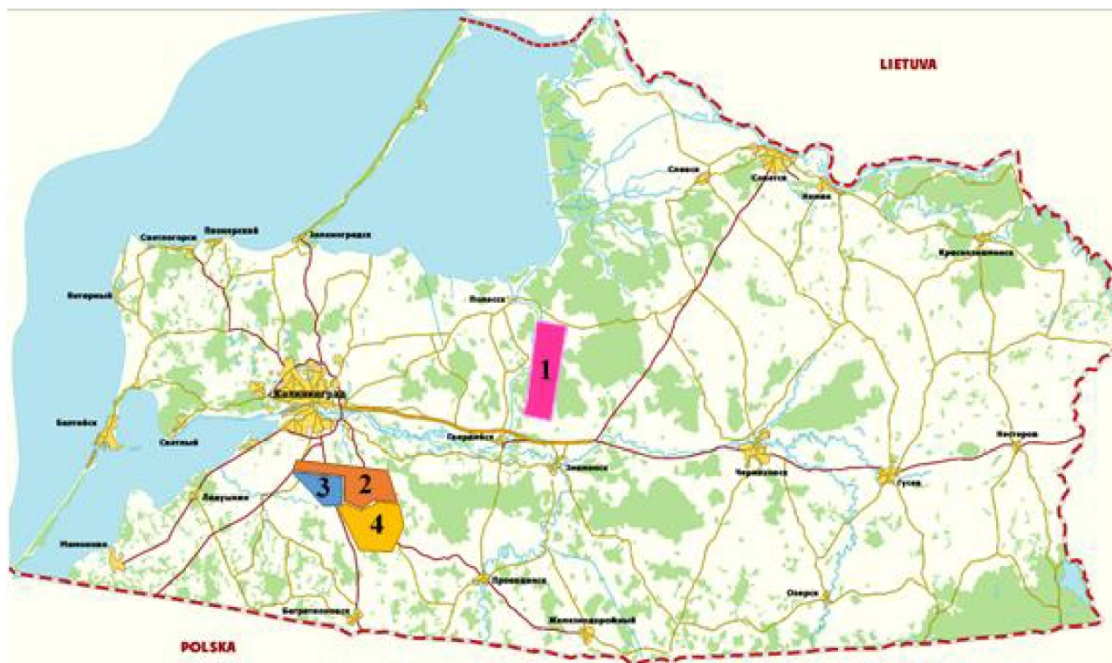 LIETUVA
Советск
Славск
Неман
Пионерский
Светлогорск
Зеленоградск
Краснознаменск
Янтарный
Полесск
1
Калининград
Балтийск
Светлый
Гвардейск
Нестеров
Знаменск
Черняховск
Гусев
3
2
Ладушкин
4
Мамоново
Правдинск
Озерск
Багратионовск
Железнодорожный
POLSKA